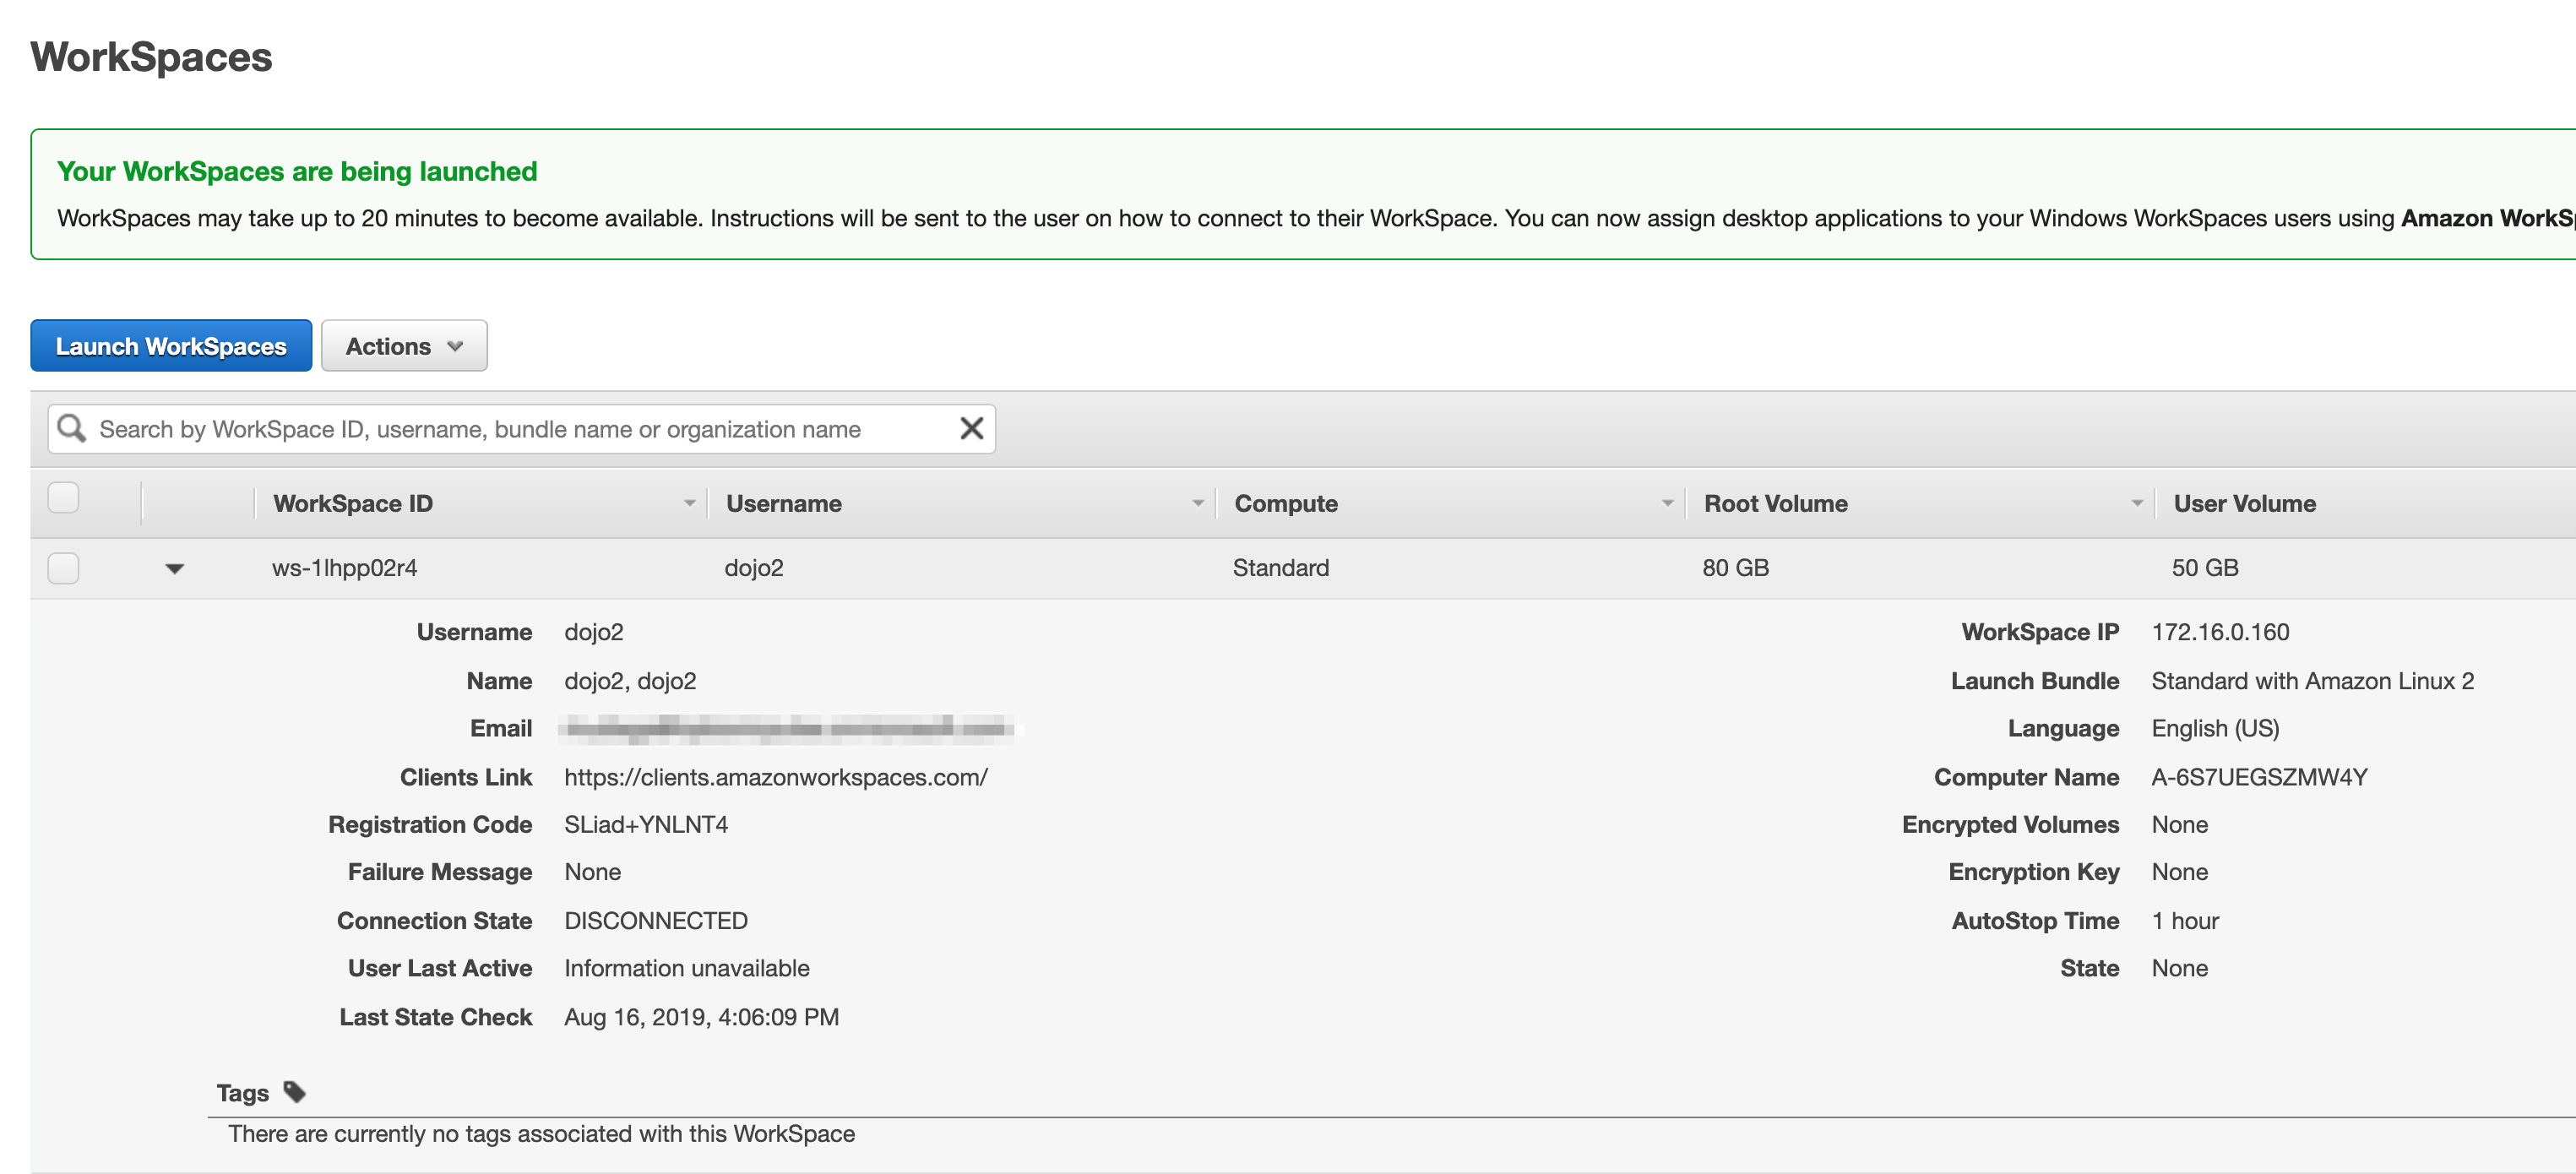 WorkSpaces
Your WorkSpaces are being launched
WorkSpaces may take up to 20 minutes to become available. Instructions will be sent to the user on how to connect to their WorkSpace. You can now assign desktop applications to your Windows WorkSpaces users using Amazon WorkSp
Launch WorkSpaces Actions
Search by WorkSpace ID, username, bundle name or organization name
WorkSpace ID Username Compute Root Volume User Volume
ws-1lhpp02r4 dojo2 Standard 80 GB 50 GB
Username dojo2 WorkSpace IP 172.16.0.160
Name dojo2, dojo2 Launch Bundle Standard with Amazon Linux 2
Email Language English (US)
Clients Link https://clients.amazonworkspaces.com/ Computer Name A-6S7UEGSZMW4Y
Registration Code SLiad+YNLNT4 Encrypted Volumes None
Failure Message None Encryption Key None
Connection State DISCONNECTED AutoStop Time 1 hour
User Last Active Information unavailable State None
Last State Check Aug 16, 2019, 4:06:09 PM
Tags
There are currently no tags associated with this WorkSpace